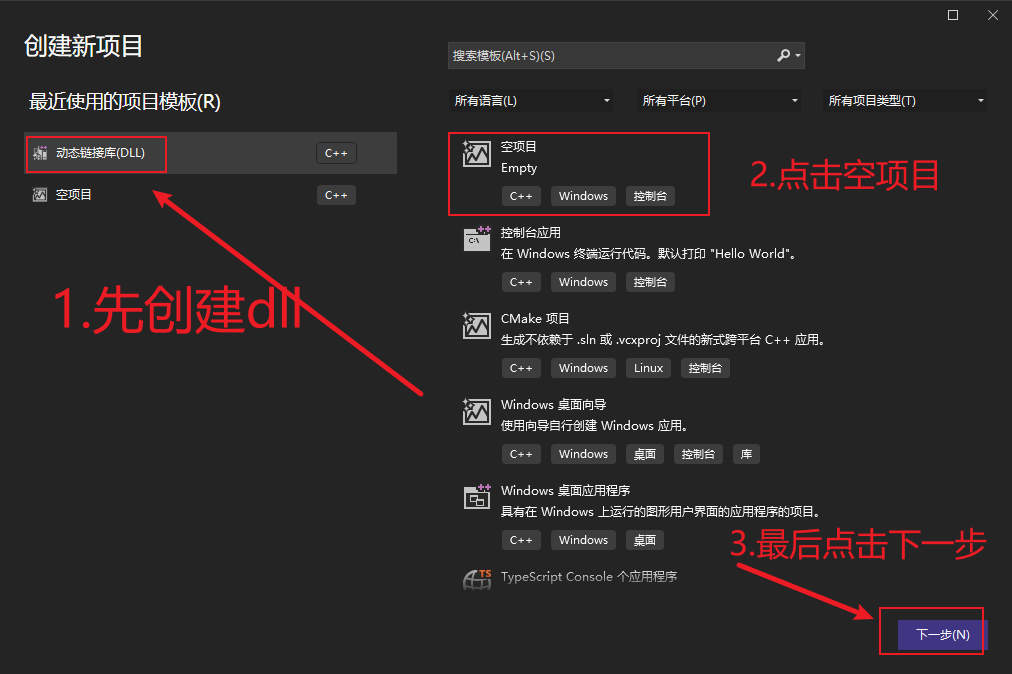 创建新项目
搜索模板(Alt+S)(S)
最近使用的项目模板(R)
所有语言(L)
所有平台(P)
所有项目类型(T)
动态链接库(DLL)
C++
空项目
C++
1.先创建dll
空项目
Empty
C++
Windows
控制台
2.点击空项目
控制台应用
在 Windows 终端运行代码。默认打印 "Hello World"。
C++
Windows
控制台
CMake 项目
生成不依赖于 .sln 或 .vcxproj 文件的新式跨平台 C++ 应用。
C++
Windows
Linux
控制台
Windows 桌面向导
使用向导自行创建 Windows 应用。
C++
Windows
桌面
控制台
库
Windows 桌面应用程序
具有在 Windows 上运行的图形用户界面的应用程序的项目。
C++
Windows
桌面
3.最后点击下一步
TS
TypeScript Console 个应用程序
下一步(N)